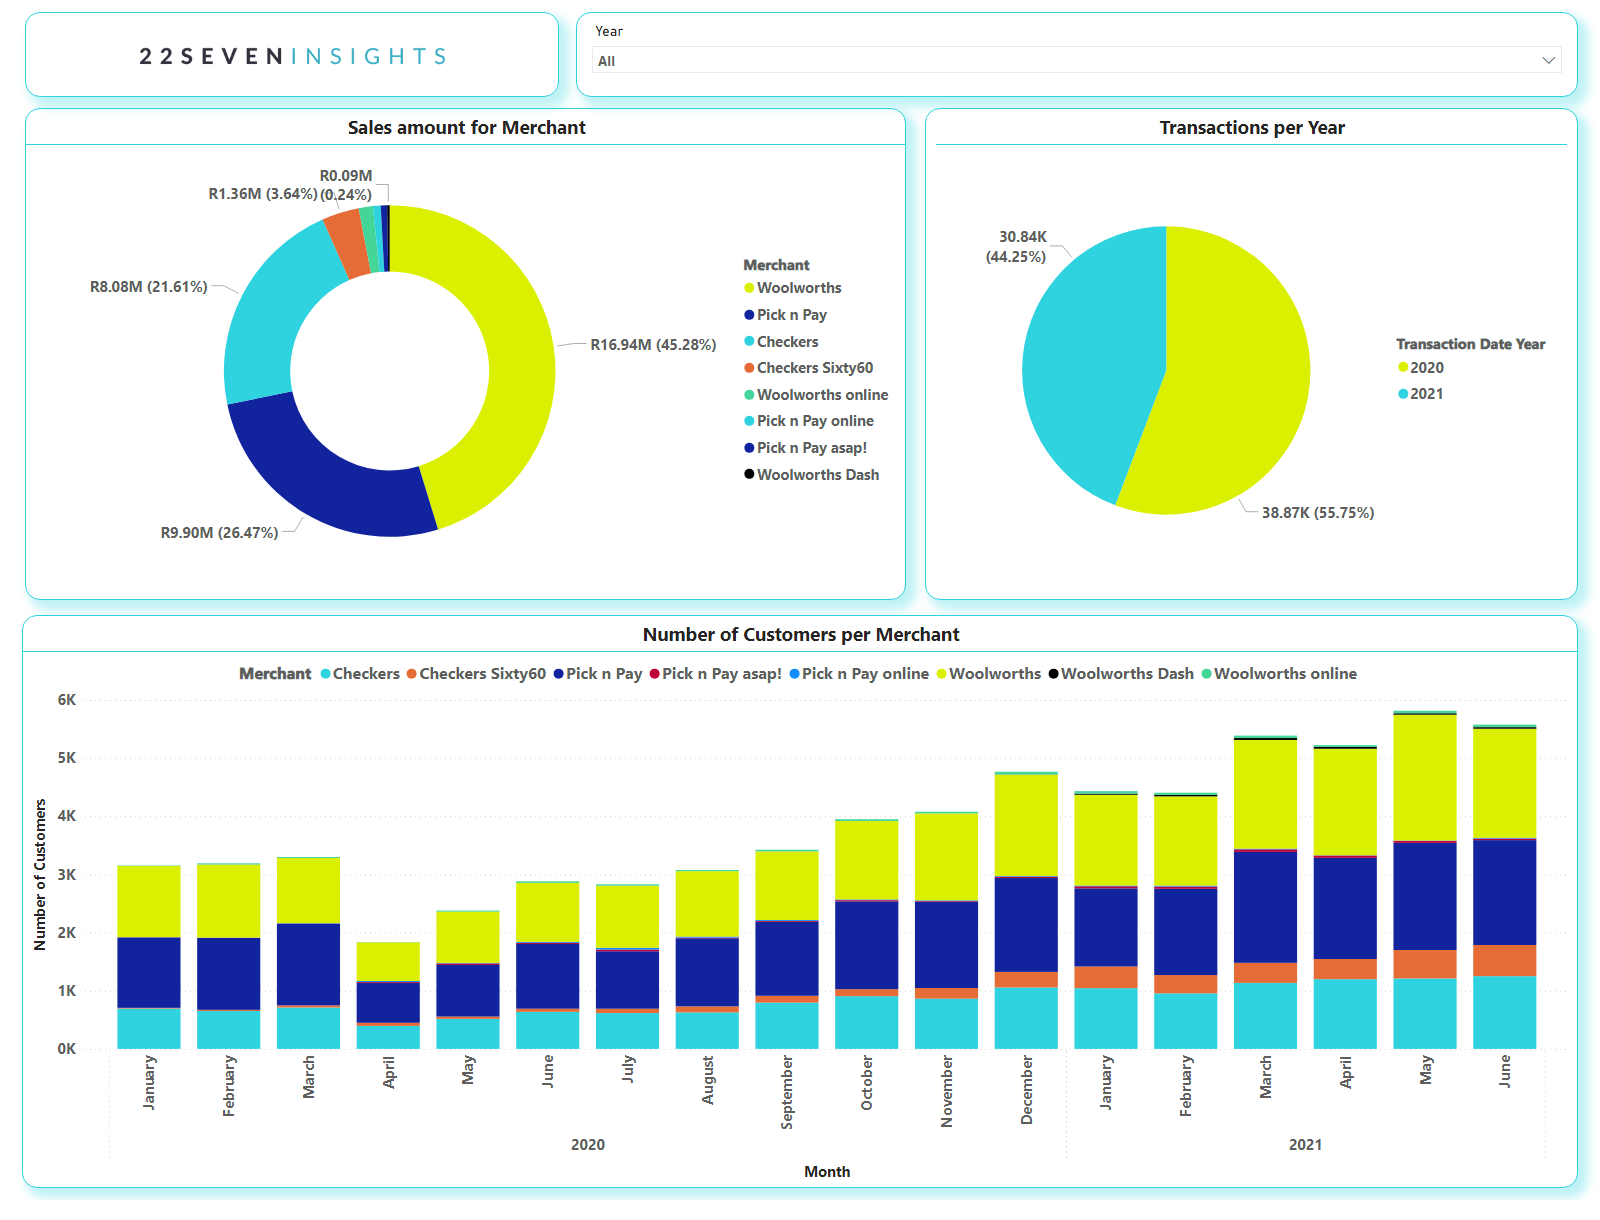 22SEVENINSIGHTS
Year
All
Sales amount for Merchant
R0.09M
(0.24%)
R1.36M (3.64%)
R8.08M (21.61%)
R16.94M (45.28%)
R9.90M (26.47%)
Merchant
Woolworths
Pick n Pay
Checkers
Checkers Sixty60
Woolworths online
Pick n Pay online
Pick n Pay asap!
Woolworths Dash
Transactions per Year
30.84K
(44.25%)
38.87K (55.75%)
Transaction Date Year
2020
2021
Number of Customers per Merchant
Merchant Checkers Checkers Sixty60 Pick n Pay Pick n Pay asap! Pick n Pay online Woolworths Woolworths Dash Woolworths online
Number of Customers
6K
5K
4K
3K
2K
1K
0K
January
February
March
April
May
June
July
August
September
October
November
December
January
February
March
April
May
June
2020
2021
Month